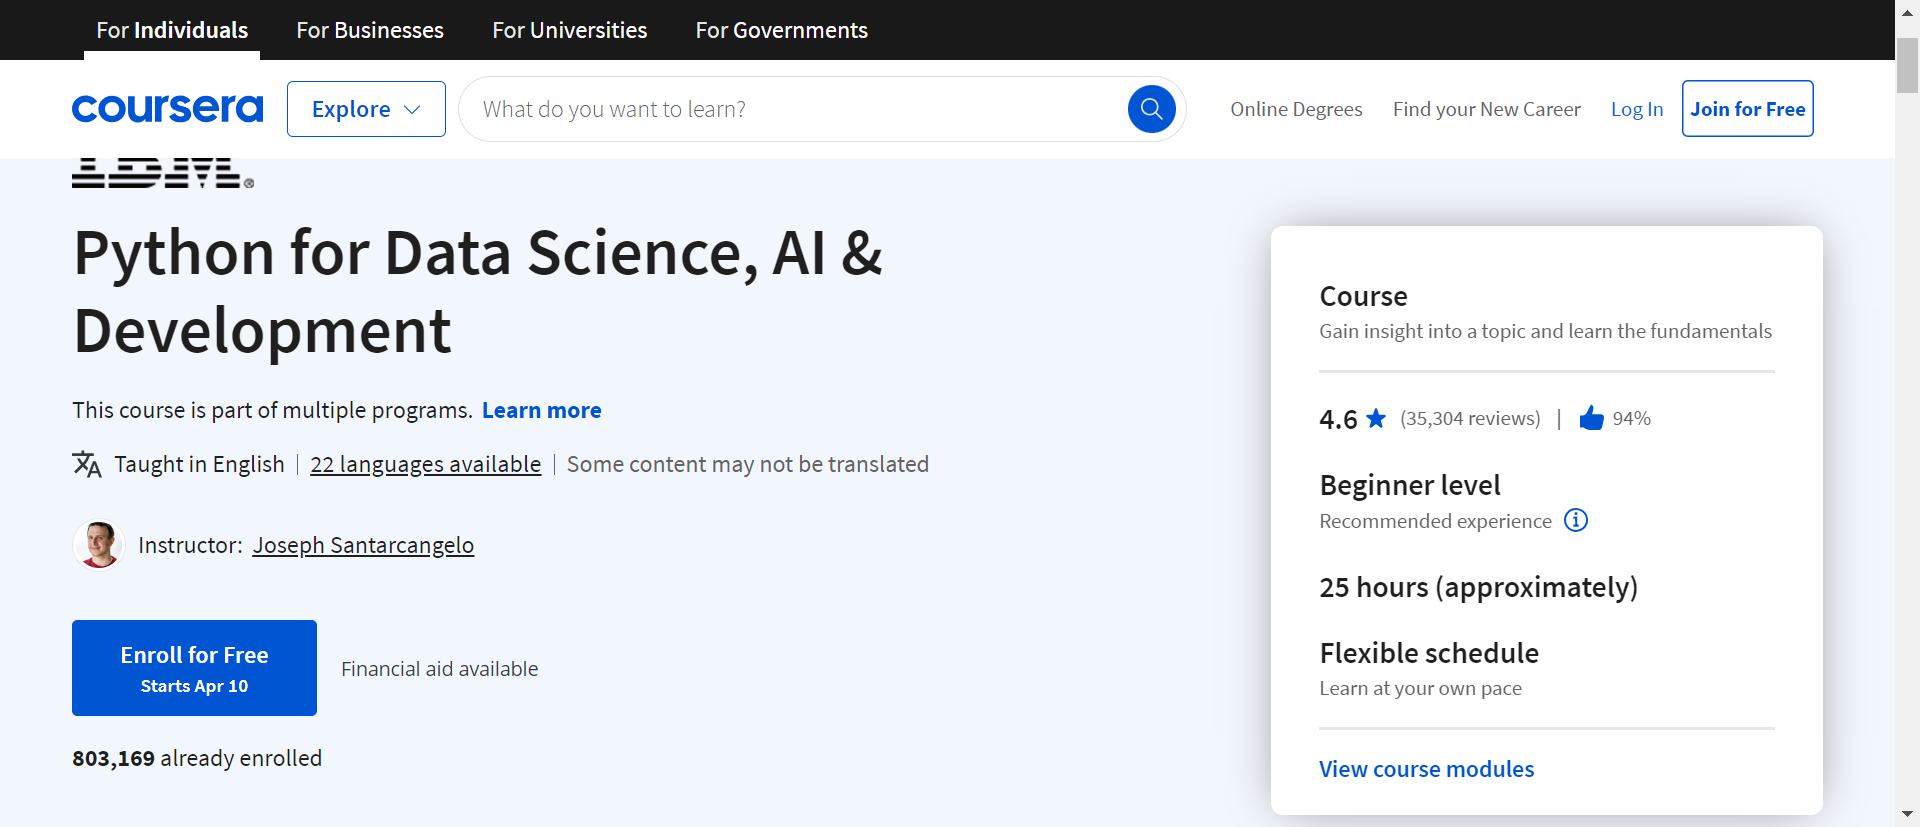 For Individuals For Businesses For Universities For Governments
coursera Explore What do you want to learn? Online Degrees Find your New Career Log In Join for Free
IBM®
Python for Data Science, AI &
Development
This course is part of multiple programs. Learn more
Taught in English | 22 languages available | Some content may not be translated
Instructor: Joseph Santarcangelo
Enroll for Free
Starts Apr 10
Financial aid available
803,169 already enrolled
Course
Gain insight into a topic and learn the fundamentals
4.6 (35,304 reviews) | 94%
Beginner level
Recommended experience
25 hours (approximately)
Flexible schedule
Learn at your own pace
View course modules